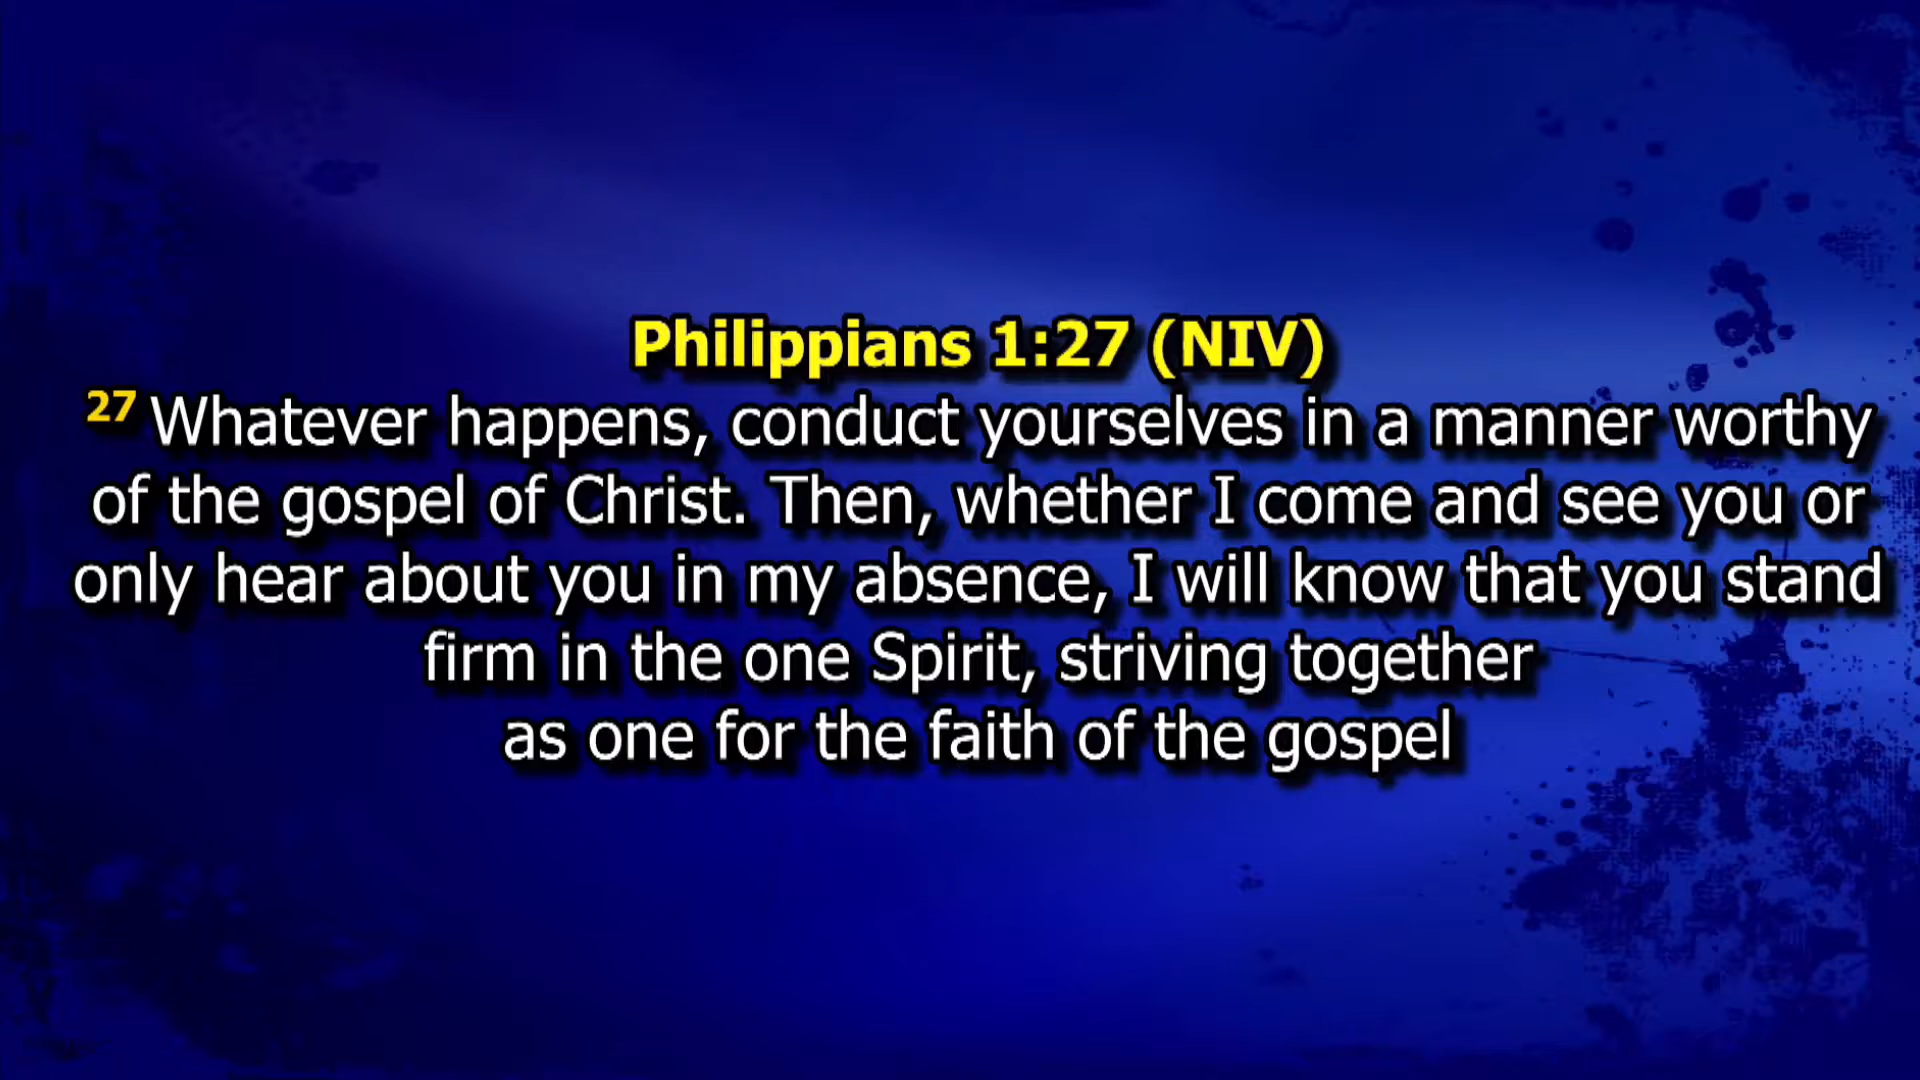 Philippians 1:27 (NIV)
27 Whatever happens, conduct yourselves in a manner worthy
of the gospel of Christ. Then, whether I come and see you or
only hear about you in my absence, I will know that you stand
firm in the one Spirit, striving together
as one for the faith of the gospel